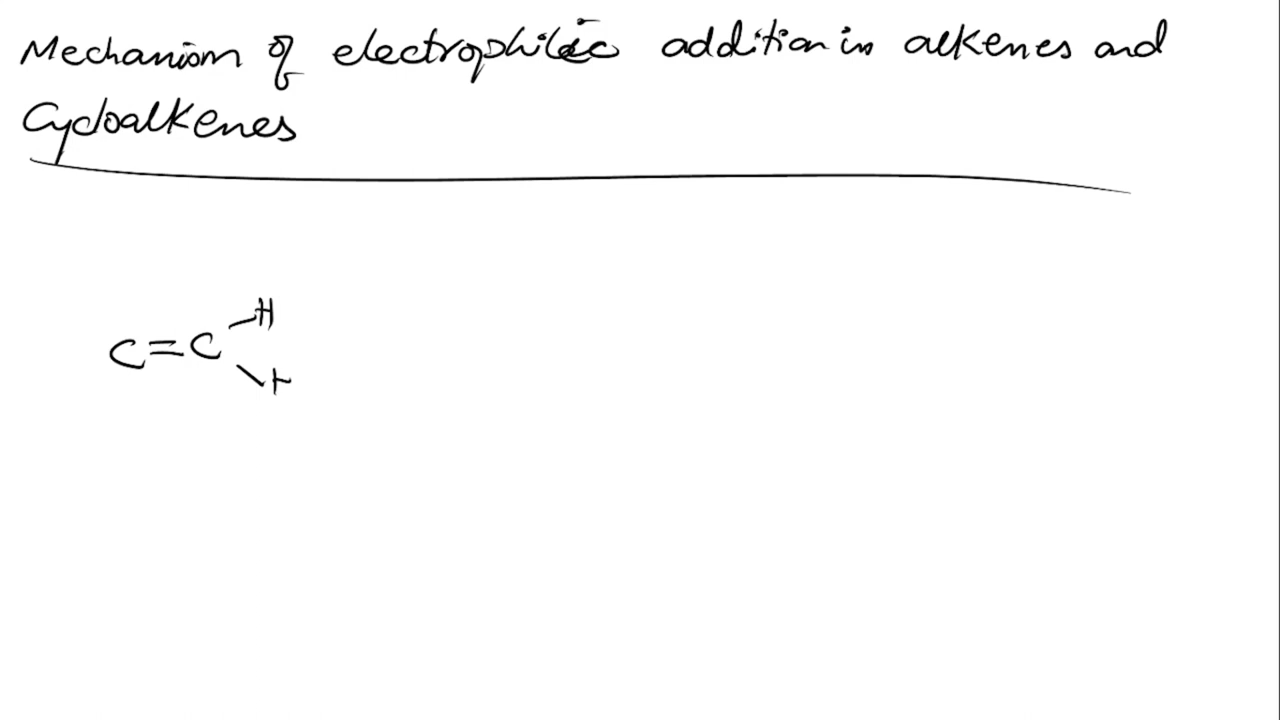 Mechanism of electrophilic addition in alkenes and
Cycloalkenes
H
C=C
H